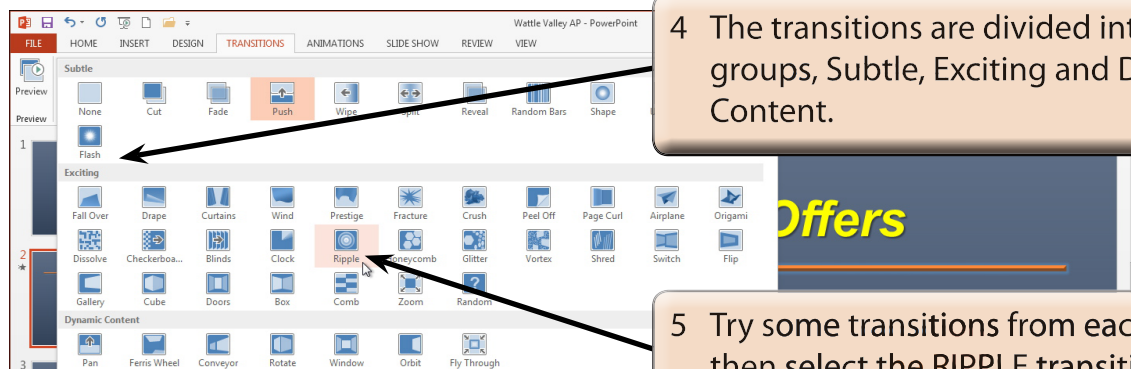 Wattle Valley AP - PowerPoint
FILE HOME INSERT DESIGN TRANSITIONS ANIMATIONS SLIDE SHOW REVIEW VIEW
4 The transitions are divided
groups, Subtle, Exciting and
Content.
Preview
Preview
Subtle
None Cut Fade Push Wipe Split Reveal Random Bars Shape
Flash
Exciting
Fall Over Drape Curtains Wind Prestige Fracture Crush Peel Off Page Curl Airplane Origami
Dissolve Checkerboa... Blinds Clock Ripple Honeycomb Glitter Vortex Shred Switch Flip
Gallery Cube Doors Box Comb Zoom Random
Dynamic Content
Pan Ferris Wheel Conveyor Rotate Window Orbit Fly Through
1
2
3
Offers
5 Try some transitions from
then select the RIPPLE